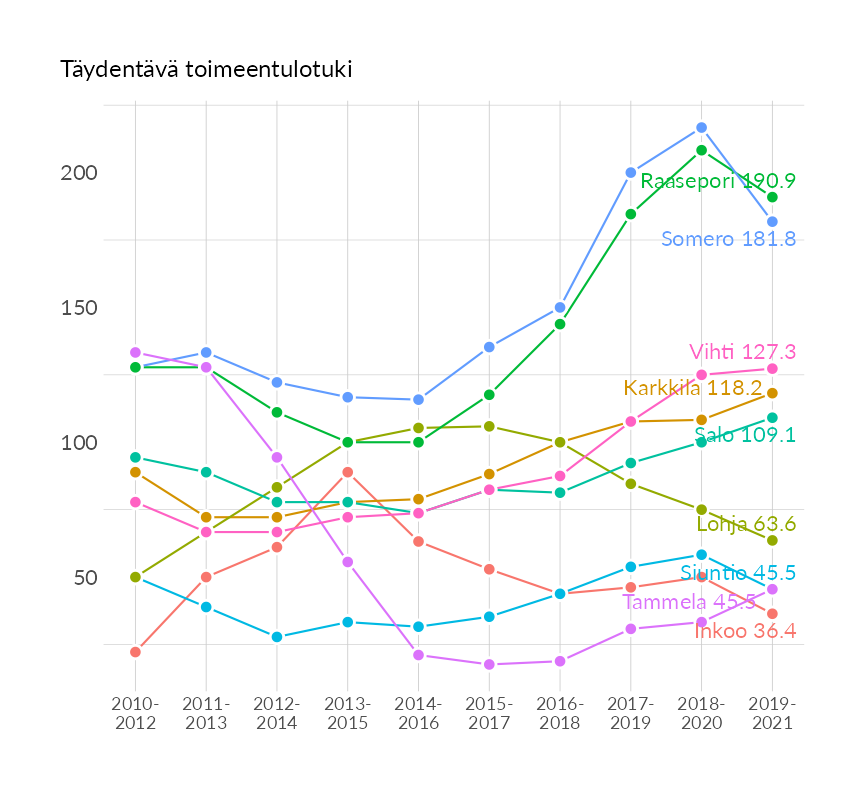 Täydentävä toimeentulotuki
200
150
100
50
Raasepori 190.9
Somero 181.8
Vihti 127.3
Karkkila 118.2
Salo 109.1
Lohja 63.6
Siuntio 45.5
Tammela 45.5
Inkoo 36.4
2010- 2011- 2012- 2013- 2014- 2015- 2016- 2017- 2018- 2019-
2012 2013 2014 2015 2016 2017 2018 2019 2020 2021